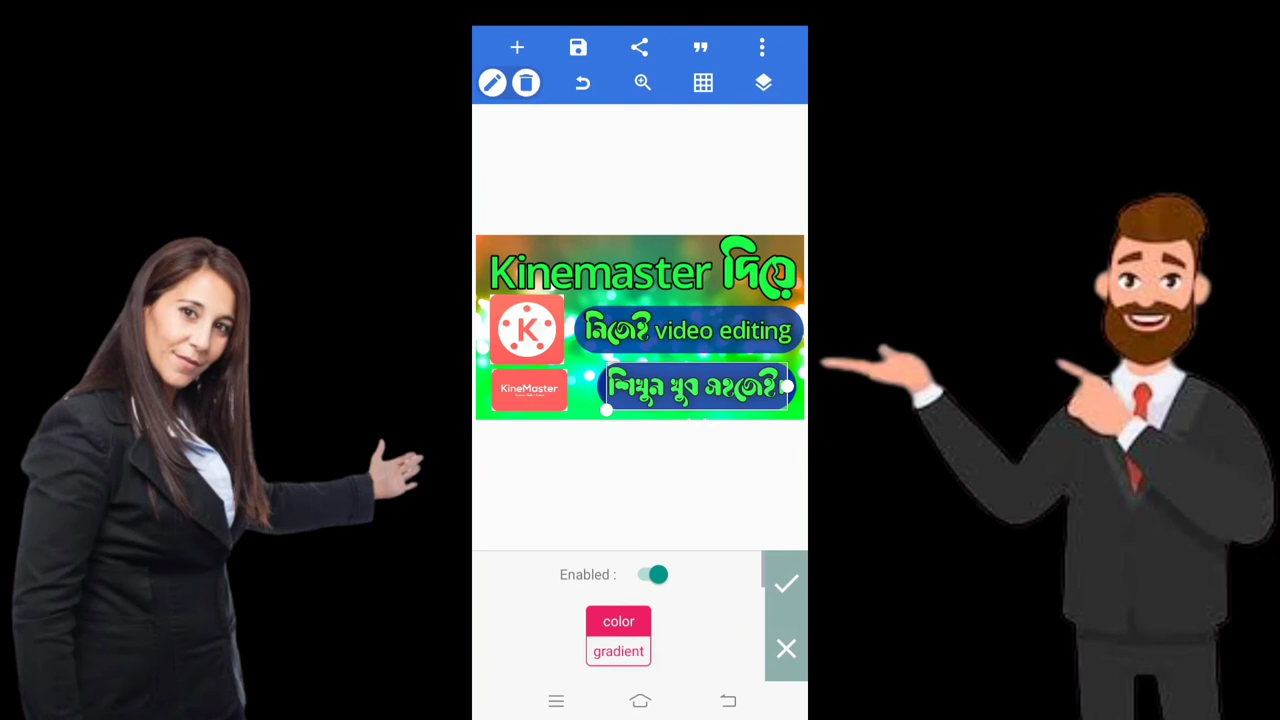 Kinemaster দিয়ে
নিজেই video editing
K
KineMaster
শিখুন খুব সহজেই
Enabled :
color
gradient